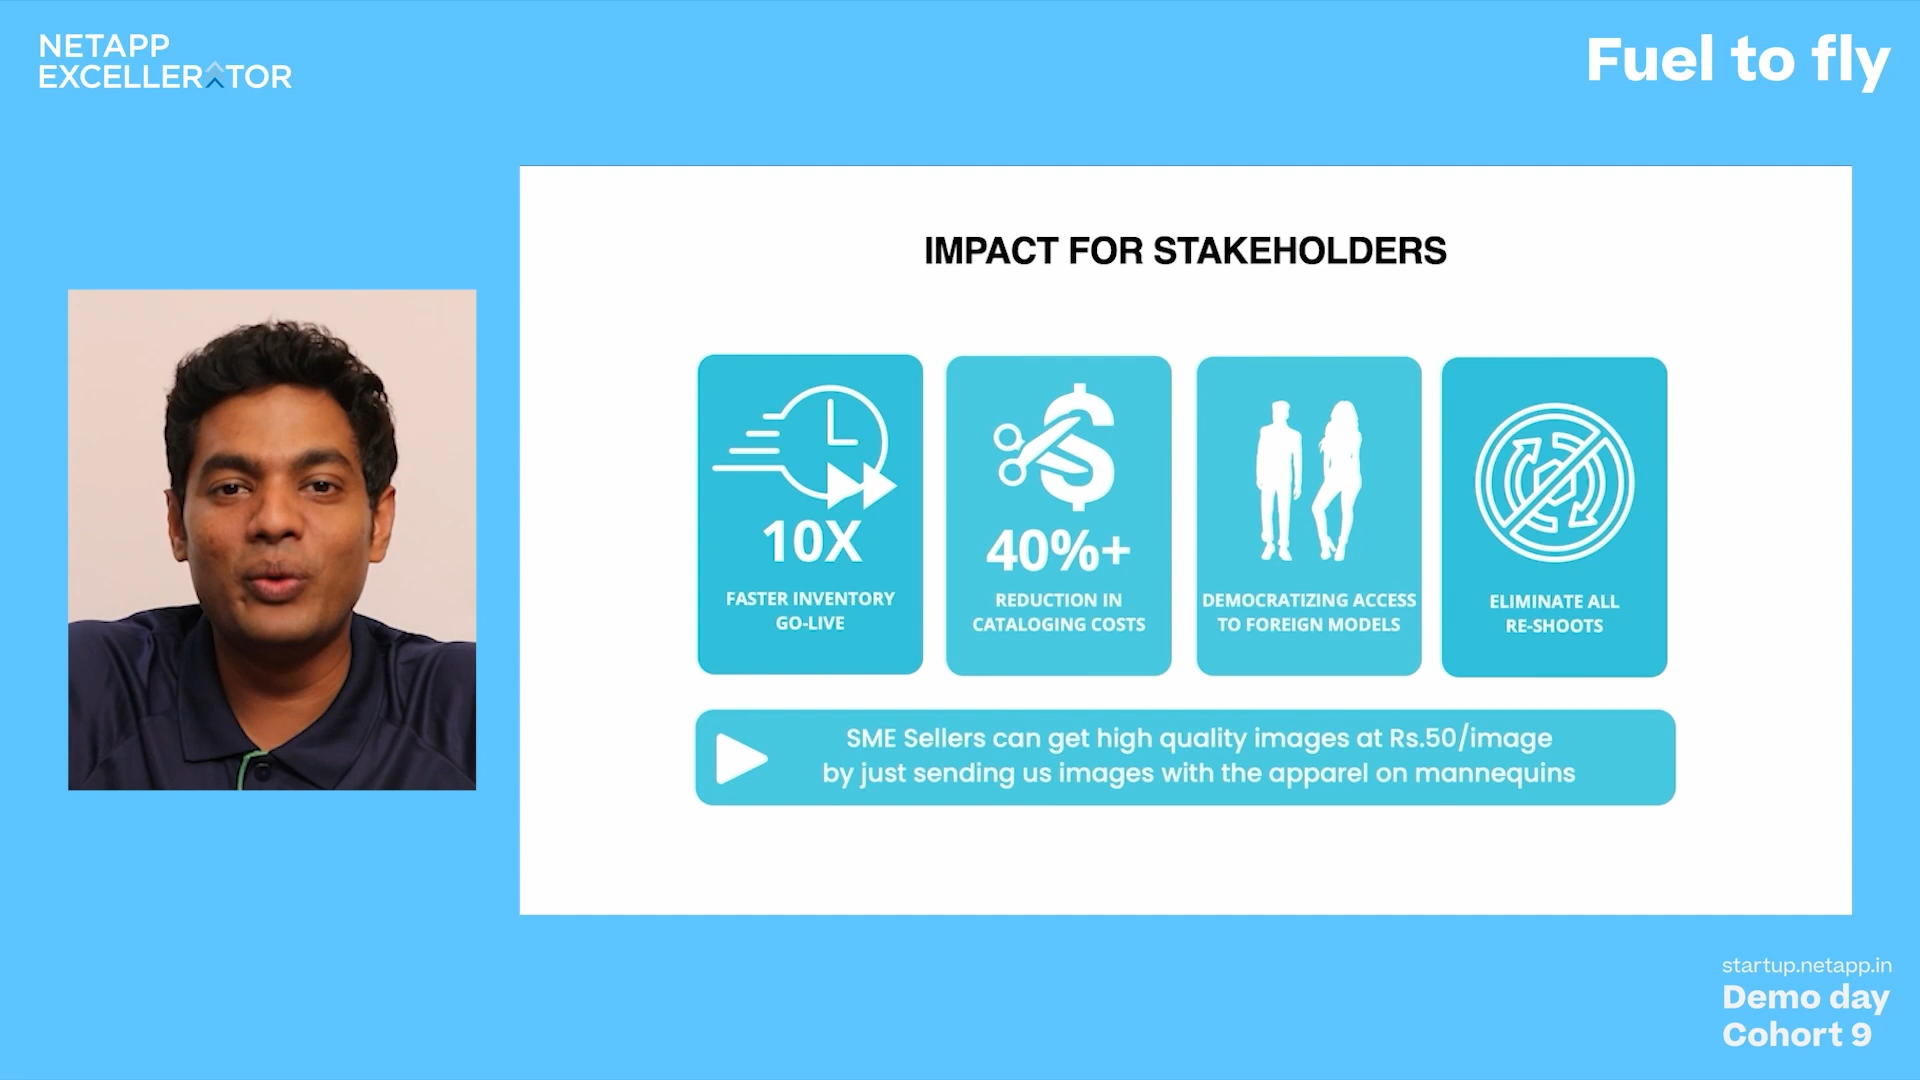 NETAPP
EXCELLERATOR
Fuel to fly
IMPACT FOR STAKEHOLDERS
10X
FASTER INVENTORY
GO-LIVE
40%+
REDUCTION IN
CATALOGING COSTS
DEMOCRATIZING ACCESS
TO FOREIGN MODELS
ELIMINATE ALL
RE-SHOOTS
SME Sellers can get high quality images at Rs.50/image
by just sending us images with the apparel on mannequins
startup.netapp.in
Demo day
Cohort 9